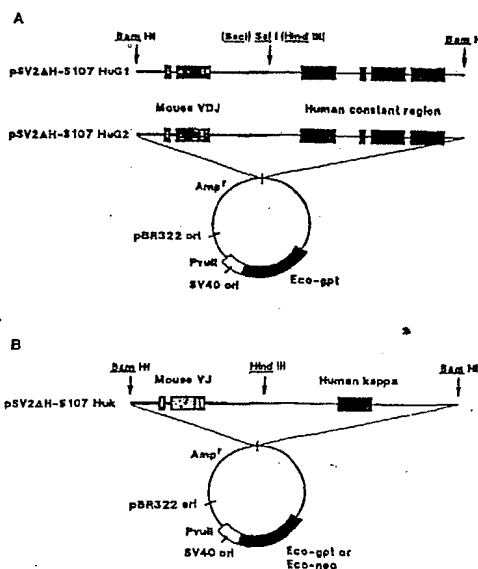 A
Bam HI
(SacI) Sal I (Hind III)
Bam H
pSV2ΔH-S107 HuG1
Mouse VDJ
Human constant region
pSV2ΔH-S107 HuG2
Amp r
pBR322 ori
PvuII
SV40 ori
Eco-gpt
B
Bam HI
Mouse VJ
Hind III
Human kappa
Bam HI
pSV2ΔH-S107 Huk
Amp r
pBR322 ori
PvuII
SV40 ori
Eco-gpt or
Eco-neo